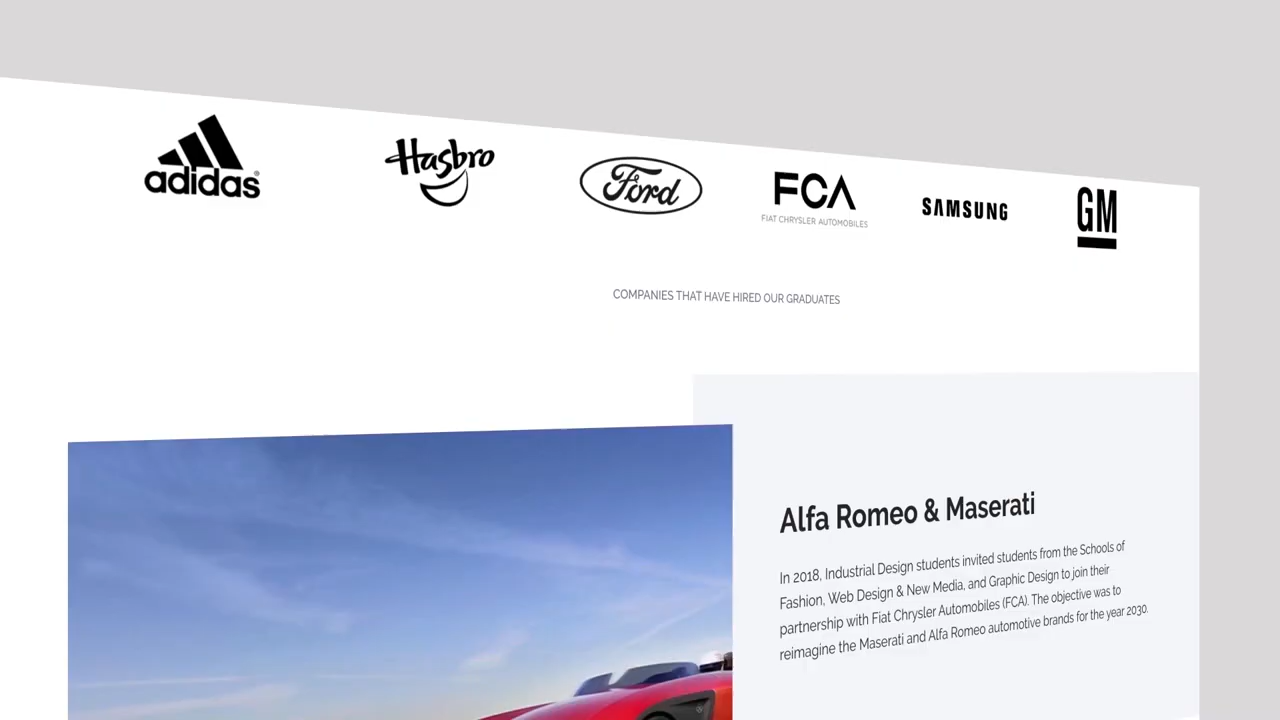 adidas®
Hasbro
Ford
FCA
FIAT CHRYSLER AUTOMOBILES
SAMSUNG
GM
COMPANIES THAT HAVE HIRED OUR GRADUATES
Alfa Romeo & Maserati
In 2018, Industrial Design students invited students from the Schools of
Fashion, Web Design & New Media, and Graphic Design to join their
partnership with Fiat Chrysler Automobiles (FCA). The objective was to
reimagine the Maserati and Alfa Romeo automotive brands for the year 2030.